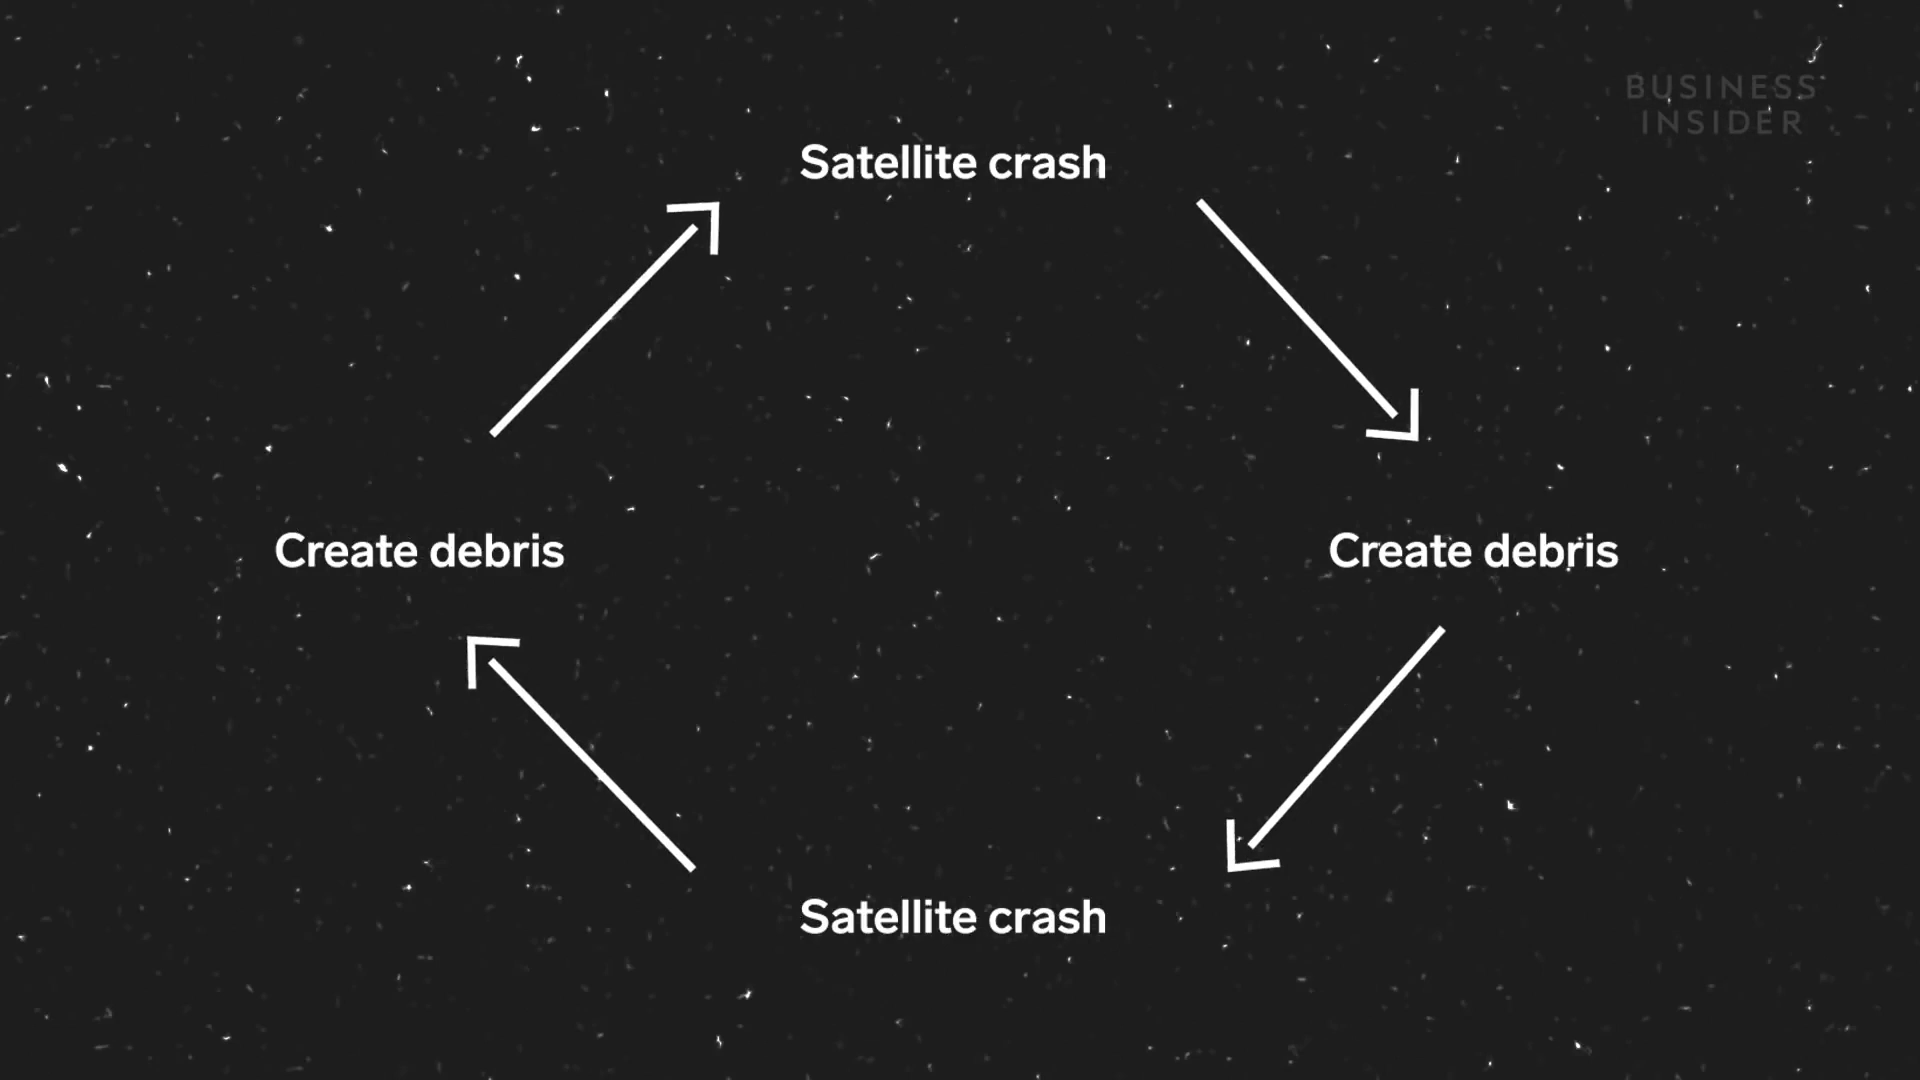 BUSINESS
INSIDER
Satellite crash
Create debris
Create debris
Satellite crash